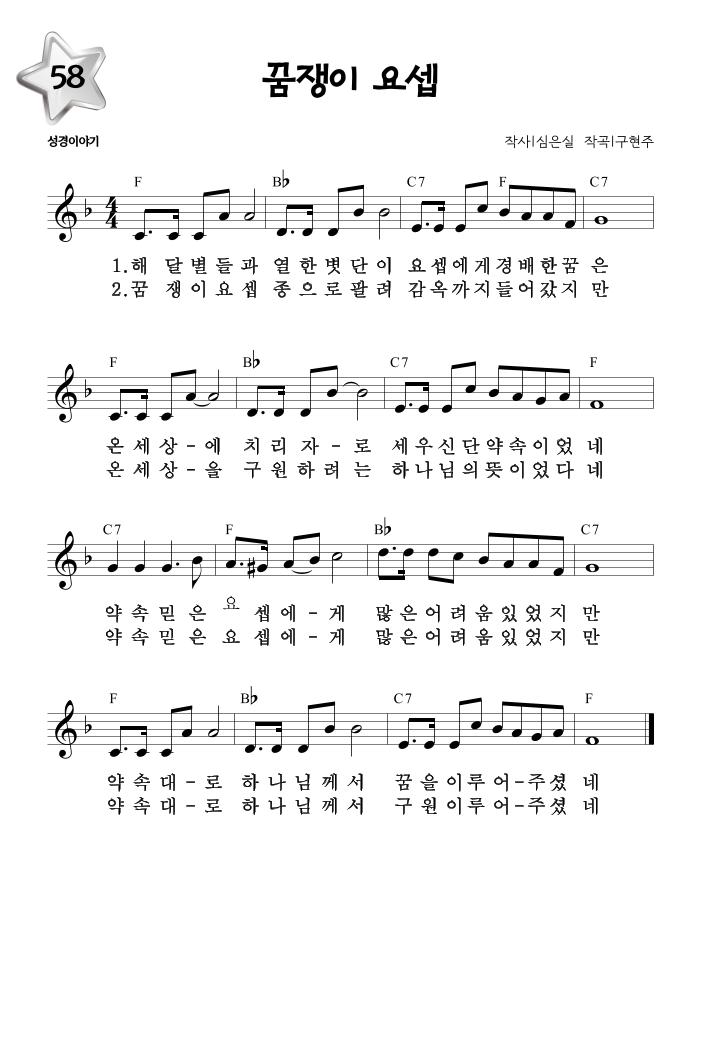 58
꿈쟁이 요셉
성경이야기
작사|심은실 작곡|구현주
F B♭ C7 F C7
4
4
1.해 달 별 들 과 열 한 볏 단 이 요 셉에게경배한꿈 은
2.꿈 쟁이요셉 종으로팔려 감옥까지들어갔지 만
F B♭ C7 F
온 세 상 - 에 치 리 자 - 로 세우신단약속이었 네
온 세 상 - 을 구 원 하 려 는 하나님의뜻이었다 네
C7 F B♭ C7
약 속 믿 은 요 셉 에 - 게 많은어려움있었지 만
약 속 믿 은 요 셉 에 - 게 많은어려움있었지 만
F B♭ C7 F
약 속 대 - 로 하 나 님 께 서 꿈 을 이루어-주셨 네
약 속 대 - 로 하 나 님 께 서 구 원 이루어-주셨 네